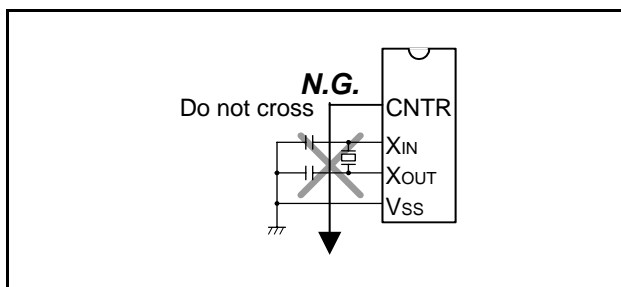 N.G.
Do not cross
CNTR
XIN
XOUT
VSS